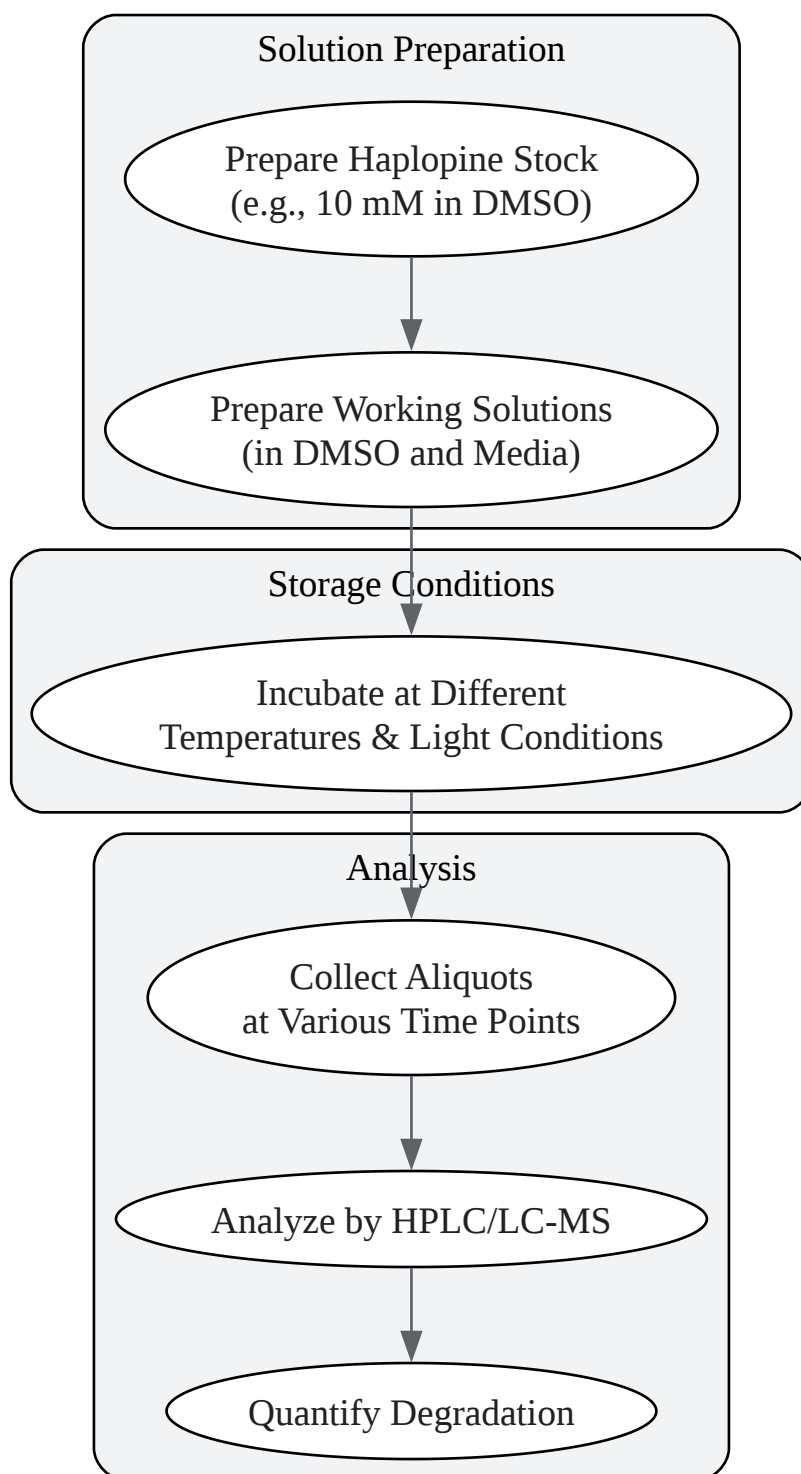 Solution Preparation
Prepare Haplopine Stock
(e.g., 10 mM in DMSO)
Prepare Working Solutions
(in DMSO and Media)
Storage Conditions
Incubate at Different
Temperatures & Light Conditions
Analysis
Collect Aliquots
at Various Time Points
Analyze by HPLC/LC-MS
Quantify Degradation